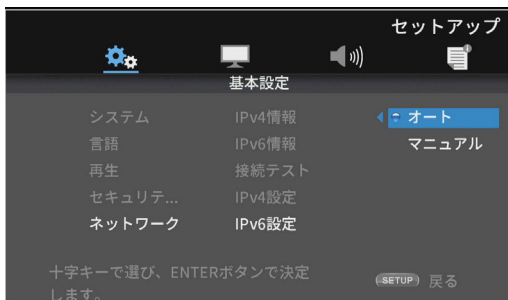 セットアップ
基本設定
システム IPv4情報 オート
言語 IPv6情報 マニュアル
再生 接続テスト
セキュリテ... IPv4設定
ネットワーク IPv6設定
十字キーで選び、ENTERボタンで決定
します。
SETUP 戻る